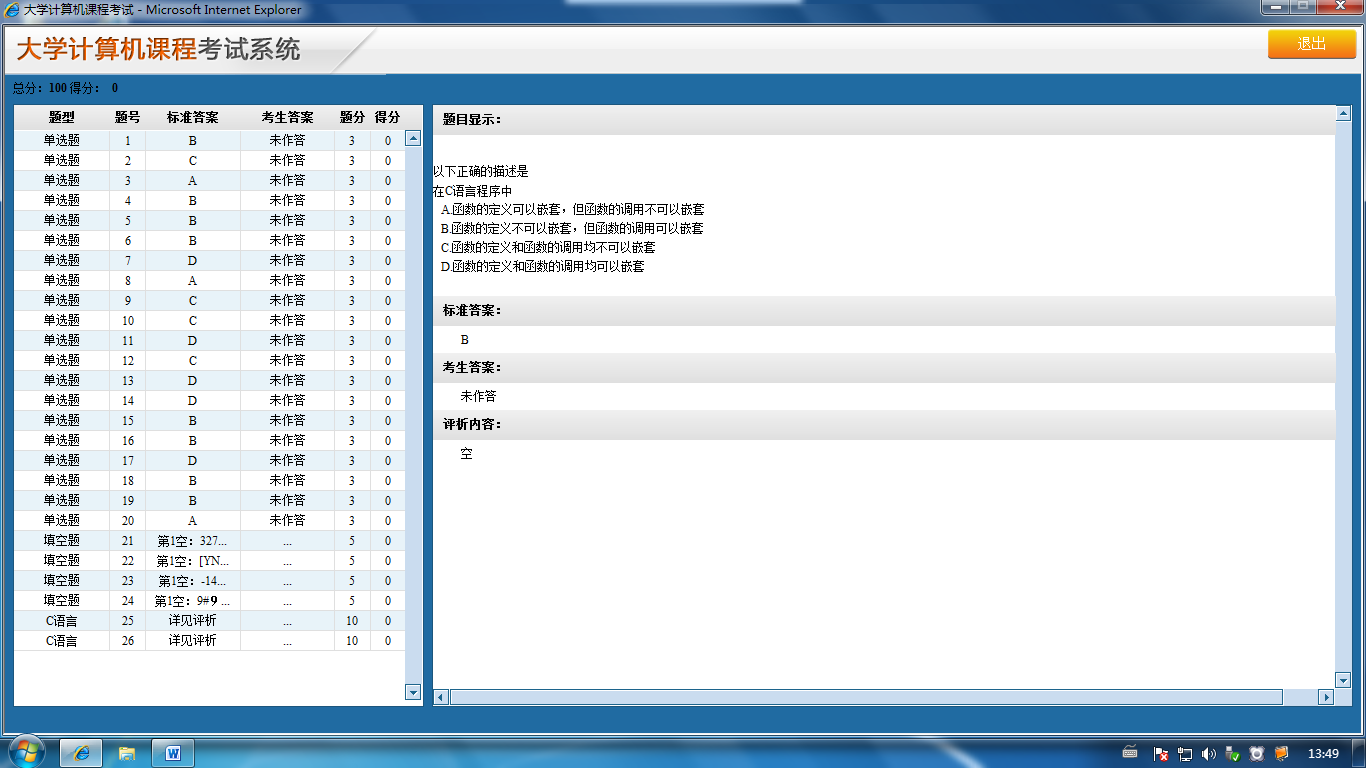 大学计算机课程考试 - Microsoft Internet Explorer
大学计算机课程考试系统
退出
总分：100 得分： 0
题型 题号 标准答案 考生答案 题分 得分
单选题 1 B 未作答 3 0
单选题 2 C 未作答 3 0
单选题 3 A 未作答 3 0
单选题 4 B 未作答 3 0
单选题 5 B 未作答 3 0
单选题 6 B 未作答 3 0
单选题 7 D 未作答 3 0
单选题 8 A 未作答 3 0
单选题 9 C 未作答 3 0
单选题 10 C 未作答 3 0
单选题 11 D 未作答 3 0
单选题 12 C 未作答 3 0
单选题 13 D 未作答 3 0
单选题 14 D 未作答 3 0
单选题 15 B 未作答 3 0
单选题 16 B 未作答 3 0
单选题 17 D 未作答 3 0
单选题 18 B 未作答 3 0
单选题 19 B 未作答 3 0
单选题 20 A 未作答 3 0
填空题 21 第1空：327... ... 5 0
填空题 22 第1空：[YN... ... 5 0
填空题 23 第1空：-14... ... 5 0
填空题 24 第1空：9#9 ... ... 5 0
C语言 25 详见评析 ... 10 0
C语言 26 详见评析 ... 10 0
题目显示：
以下正确的描述是
在C语言程序中
A.函数的定义可以嵌套，但函数的调用不可以嵌套
B.函数的定义不可以嵌套，但函数的调用可以嵌套
C.函数的定义和函数的调用均不可以嵌套
D.函数的定义和函数的调用均可以嵌套
标准答案：
B
考生答案：
未作答
评析内容：
空
13:49